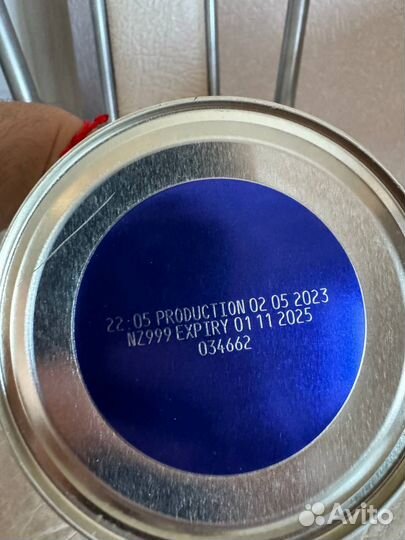 22:05 PRODUCTION 02 05 2023
NZ999 EXPIRY 01 11 2025
034662
Avito